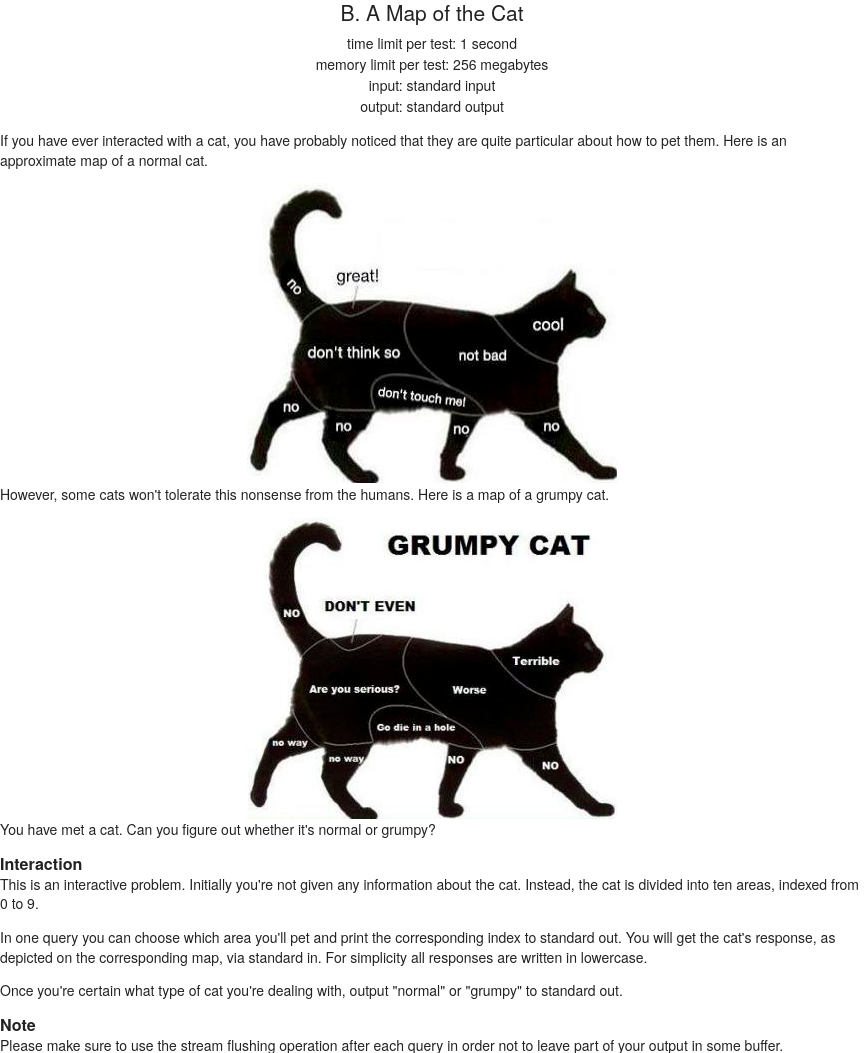 B. A Map of the Cat
time limit per test: 1 second
memory limit per test: 256 megabytes
input: standard input
output: standard output
If you have ever interacted with a cat, you have probably noticed that they are quite particular about how to pet them. Here is an
approximate map of a normal cat.
no
great!
cool
don't think so
not bad
don't touch me!
no
no
no
no
However, some cats won't tolerate this nonsense from the humans. Here is a map of a grumpy cat.
GRUMPY CAT
NO
DON'T EVEN
Terrible
Are you serious?
Worse
Go die in a hole
no way
no way
NO
NO
You have met a cat. Can you figure out whether it's normal or grumpy?
Interaction
This is an interactive problem. Initially you're not given any information about the cat. Instead, the cat is divided into ten areas, indexed from
0 to 9.
In one query you can choose which area you'll pet and print the corresponding index to standard out. You will get the cat's response, as
depicted on the corresponding map, via standard in. For simplicity all responses are written in lowercase.
Once you're certain what type of cat you're dealing with, output "normal" or "grumpy" to standard out.
Note
Please make sure to use the stream flushing operation after each query in order not to leave part of your output in some buffer.